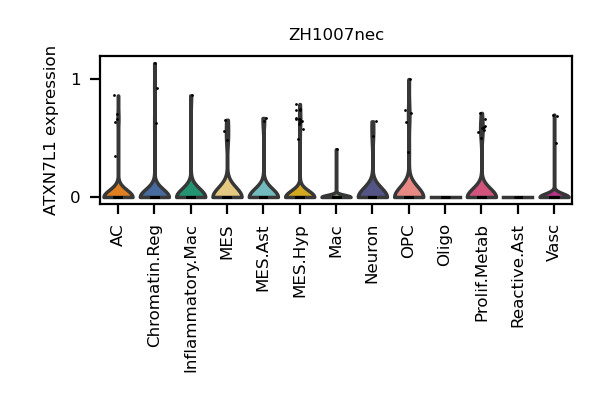 ZH1007nec
ATXN7L1 expression
1
0
AC
Chromatin.Reg
Inflammatory.Mac
MES
MES.Ast
MES.Hyp
Mac
Neuron
OPC
Oligo
Prolif.Metab
Reactive.Ast
Vasc